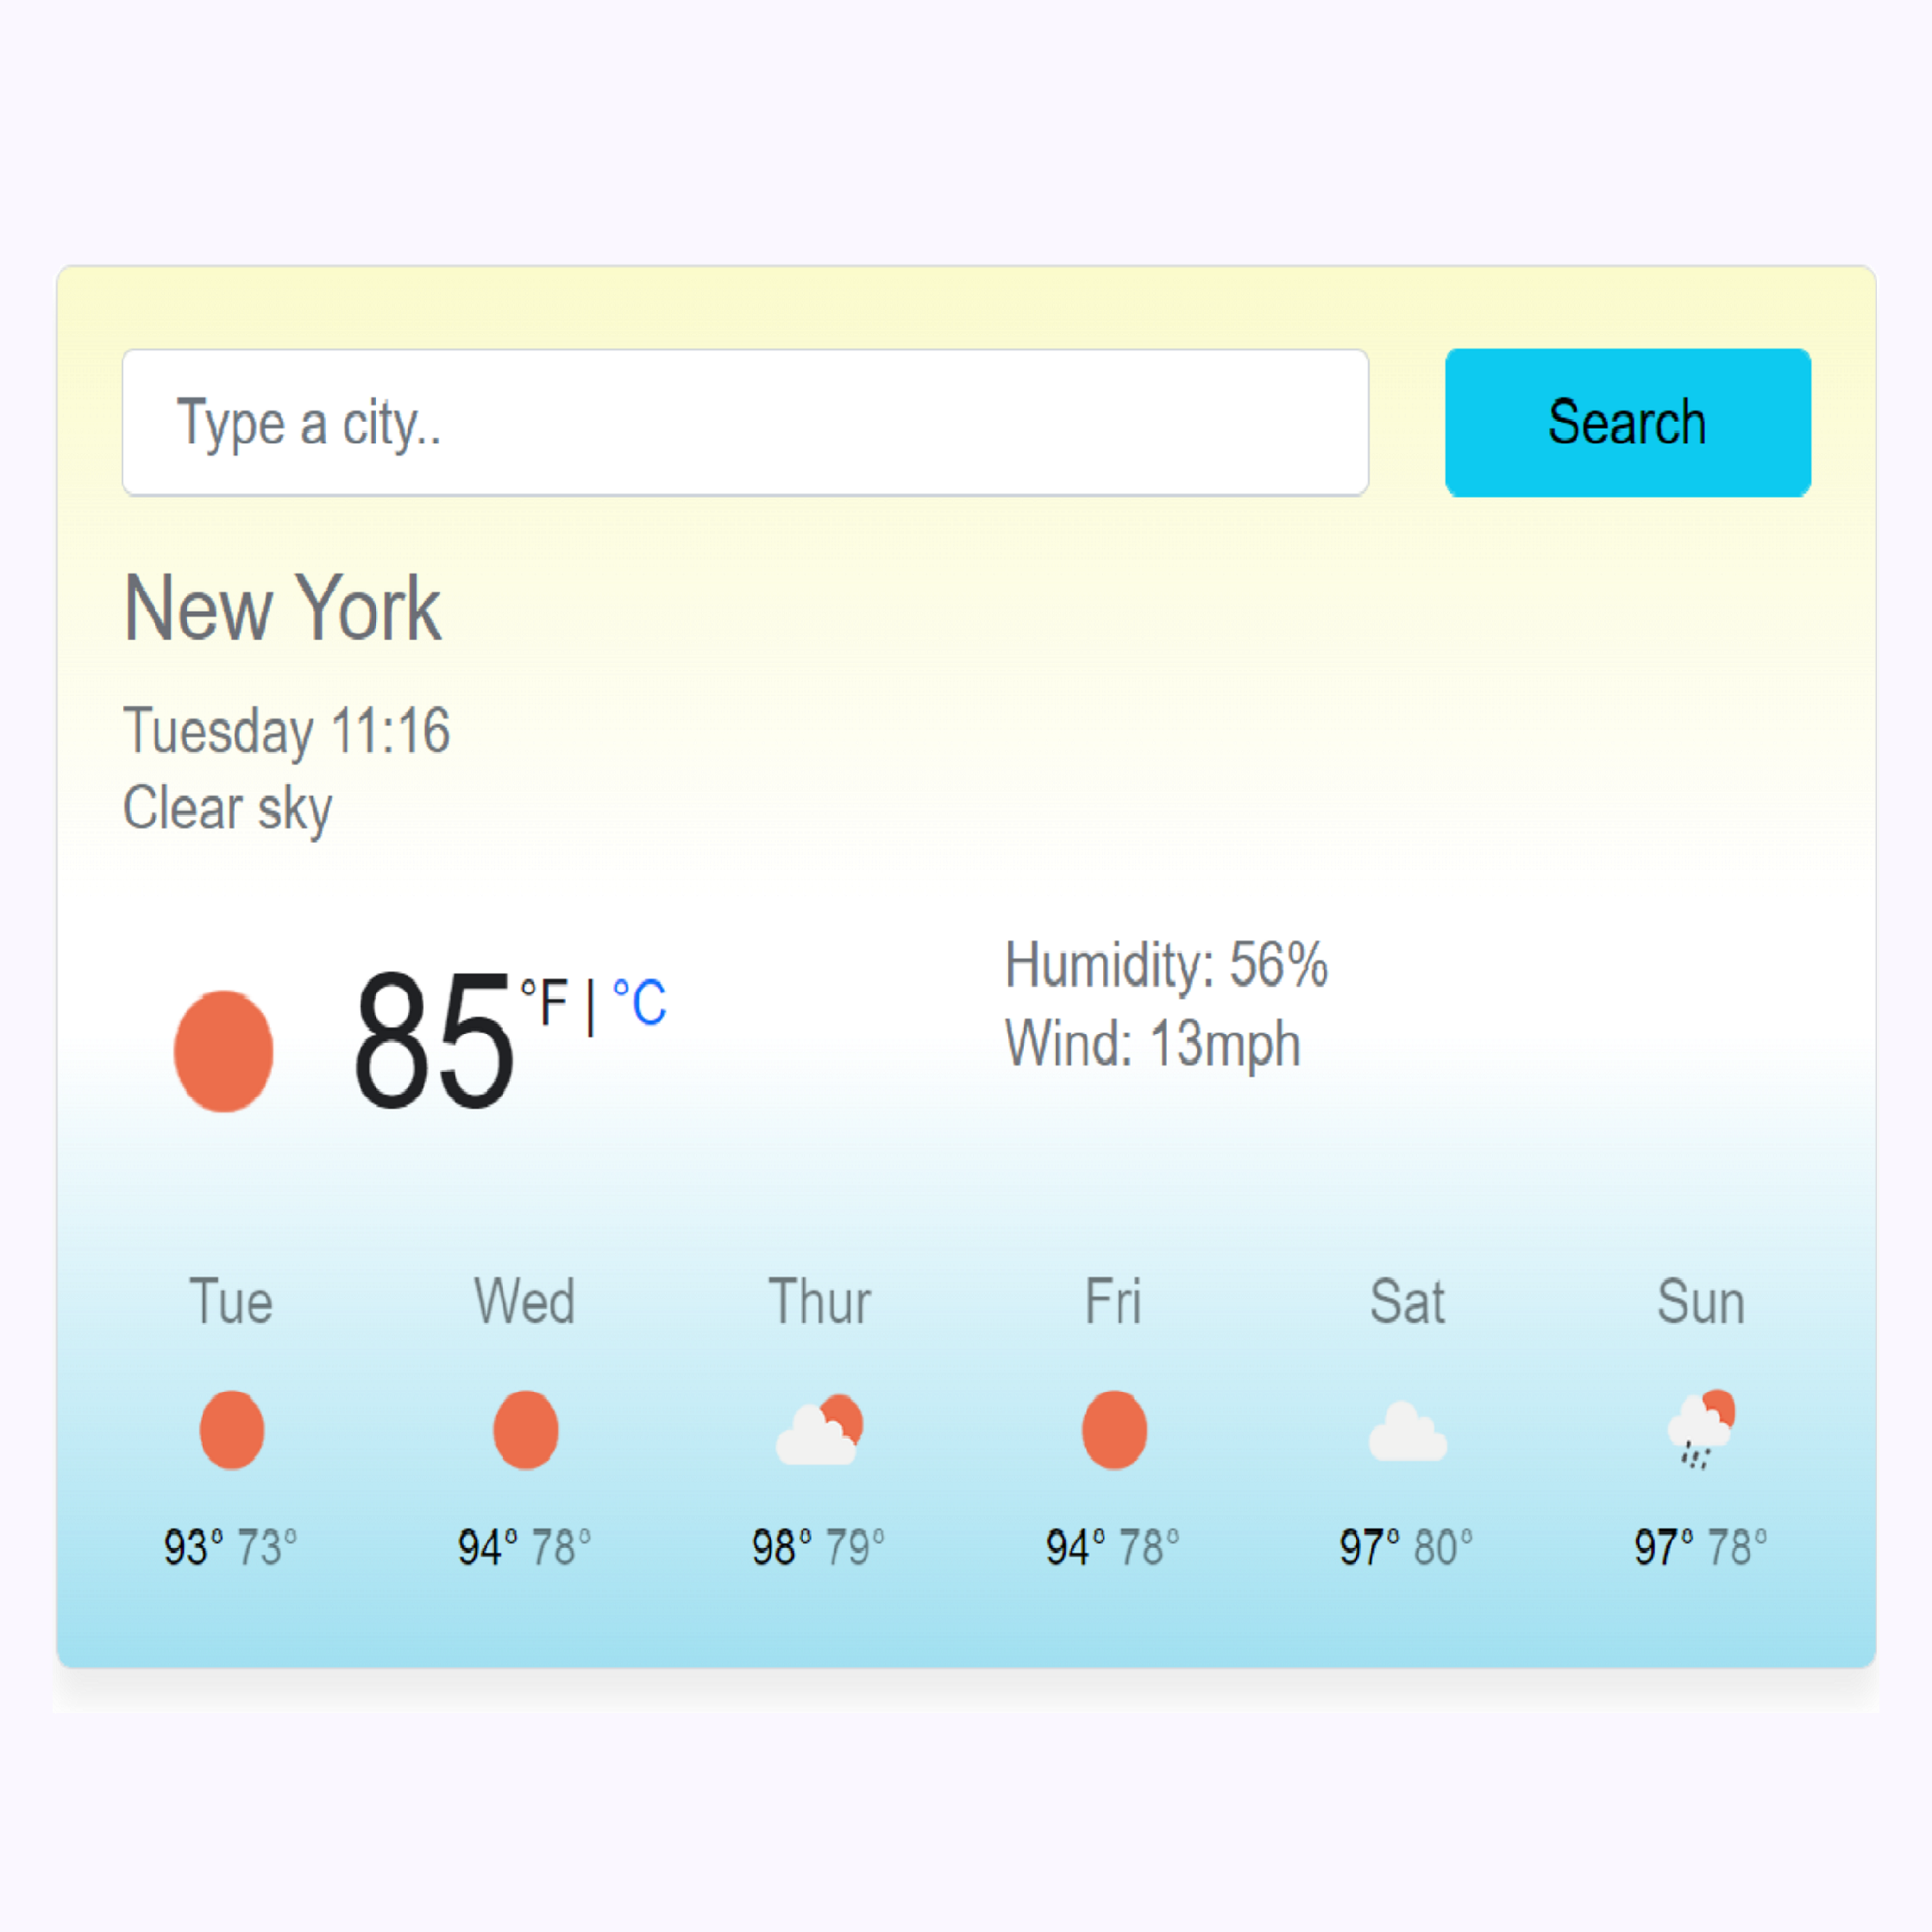 Type a city..
Search
New York
Tuesday 11:16
Clear sky
85 °F | °C
Humidity: 56%
Wind: 13mph
Tue Wed Thur Fri Sat Sun
93° 73° 94° 78° 98° 79° 94° 78° 97° 80° 97° 78°